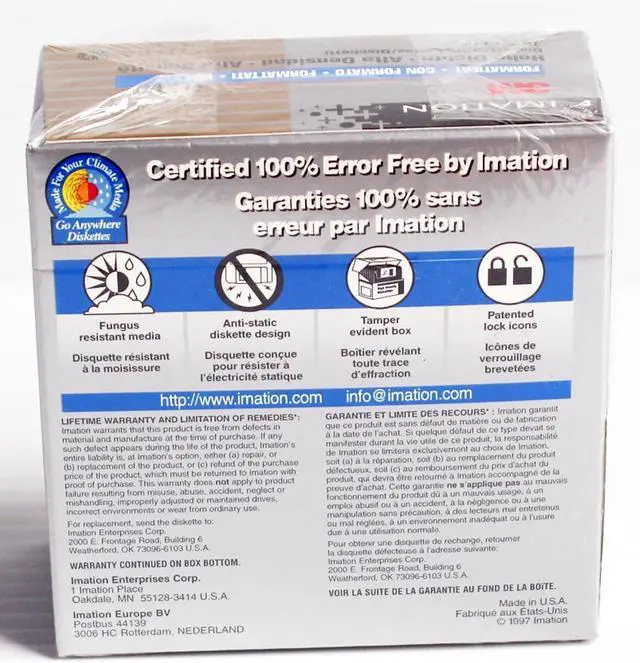 FORMATIERT • CON FORMATO • FORMATTATI
Hohe Dichte • Alta Densidad • Alta Densità
3M
IMATION
Made For Your Climate Media
Go Anywhere
Diskettes
Certified 100% Error Free by Imation
Garanties 100% sans
erreur par Imation
Fungus
resistant media
Disquette résistant
à la moisissure
Anti-static
diskette design
Disquette conçue
pour résister à
l'électricité statique
Tamper
evident box
Boîtier révélant
toute trace
d'effraction
Patented
lock icons
Icônes de
verrouillage
brevetées
http://www.imation.com info@imation.com
LIFETIME WARRANTY AND LIMITATION OF REMEDIES*:
Imation warrants that this product is free from defects in
material and manufacture at the time of purchase. If any
such defect appears during the life of the product, Imation's
entire liability is, at Imation's option, either (a) repair, or
(b) replacement of the product, or (c) refund of the purchase
price of the product, which must be returned to Imation with
proof of purchase. This warranty does not apply to product
failure resulting from misuse, abuse, accident, neglect or
mishandling, improperly adjusted or maintained drives,
incorrect environments or wear from ordinary use.
For replacement, send the diskette to:
Imation Enterprises Corp.
2000 E. Frontage Road, Building 6
Weatherford, OK 73096-6103 U.S.A.
WARRANTY CONTINUED ON BOX BOTTOM.
Imation Enterprises Corp.
1 Imation Place
Oakdale, MN 55128-3414 U.S.A.
Imation Europe BV
Postbus 44139
3006 HC Rotterdam, NEDERLAND
GARANTIE ET LIMITE DES RECOURS* : Imation garantit
que ce produit est sans défaut de matière ou de fabrication
à la date de l'achat. Si quelque défaut de ce type devait se
manifester durant la vie utile de ce produit, la responsabilité
de Imation se limitera exclusivement au choix de Imation,
soit (a) à la réparation, soit (b) au remplacement du produit
défectueux, soit (c) au remboursement du prix d'achat du
produit, qui devra être retourné à Imation accompagné de la
preuve d'achat. Cette garantie ne s'applique pas au mauvais
fonctionnement du produit dû à un mauvais usage, à un
emploi abusif ou à un accident, à la négligence ou à une
manipulation sans précaution, à des lecteurs mal entretenus
ou mal réglés, à un environnement inadéquat ou à l'usure
due à une utilisation normale.
Pour obtenir une disquette de rechange, retourner
la disquette défectueuse à l'adresse suivante:
Imation Enterprises Corp.
2000 E. Frontage Road, Building 6
Weatherford, OK 73096-6103 U.S.A.
VOIR LA SUITE DE LA GARANTIE AU FOND DE LA BOÎTE.
Made in U.S.A.
Fabriqué aux États-Unis
© 1997 Imation